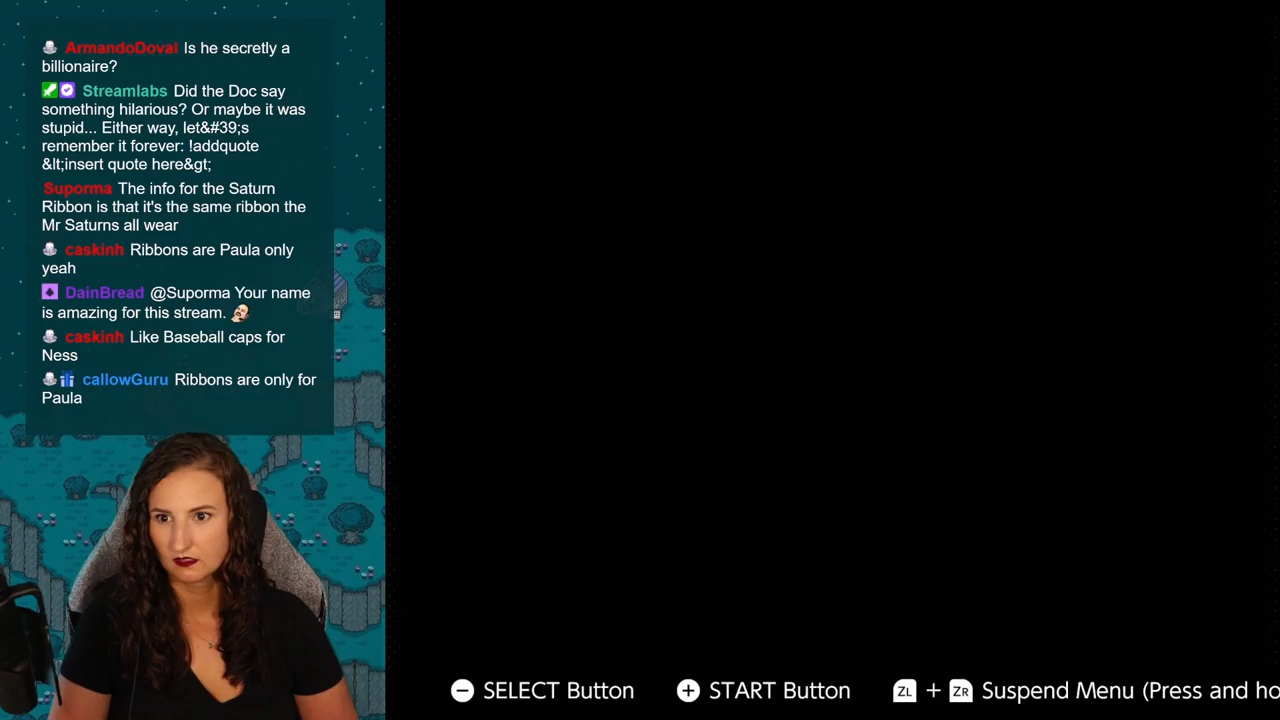 ArmandoDoval Is he secretly a
billionaire?
Streamlabs Did the Doc say
something hilarious? Or maybe it was
stupid... Either way, let&#39;s
remember it forever: !addquote
&lt;insert quote here&gt;
Suporma The info for the Saturn
Ribbon is that it's the same ribbon the
Mr Saturns all wear
caskinh Ribbons are Paula only
yeah
DainBread @Suporma Your name
is amazing for this stream.
caskinh Like Baseball caps for
Ness
callowGuru Ribbons are only for
Paula
SELECT Button START Button ZL + ZR Suspend Menu (Press and ho